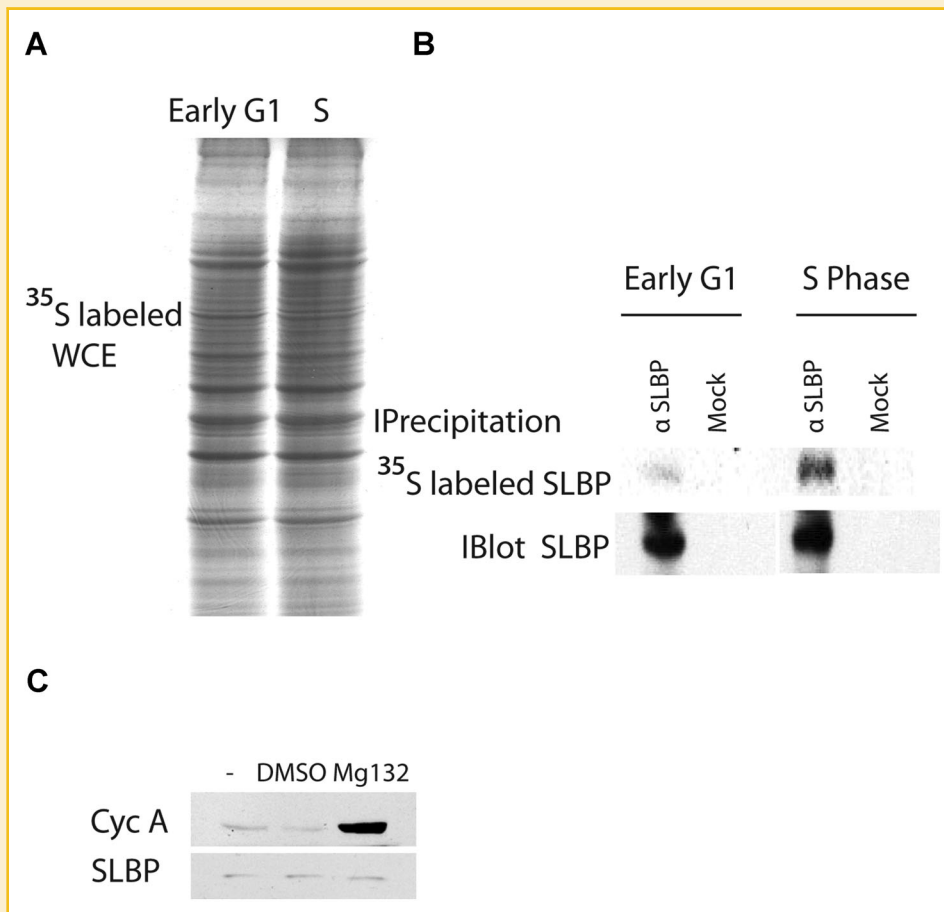 A
Early G1 S
³⁵S labeled
WCE
B
Early G1 S Phase
α SLBP Mock α SLBP Mock
IPrecipitation
³⁵S labeled SLBP
IBlot SLBP
C
- DMSO Mg132
Cyc A
SLBP